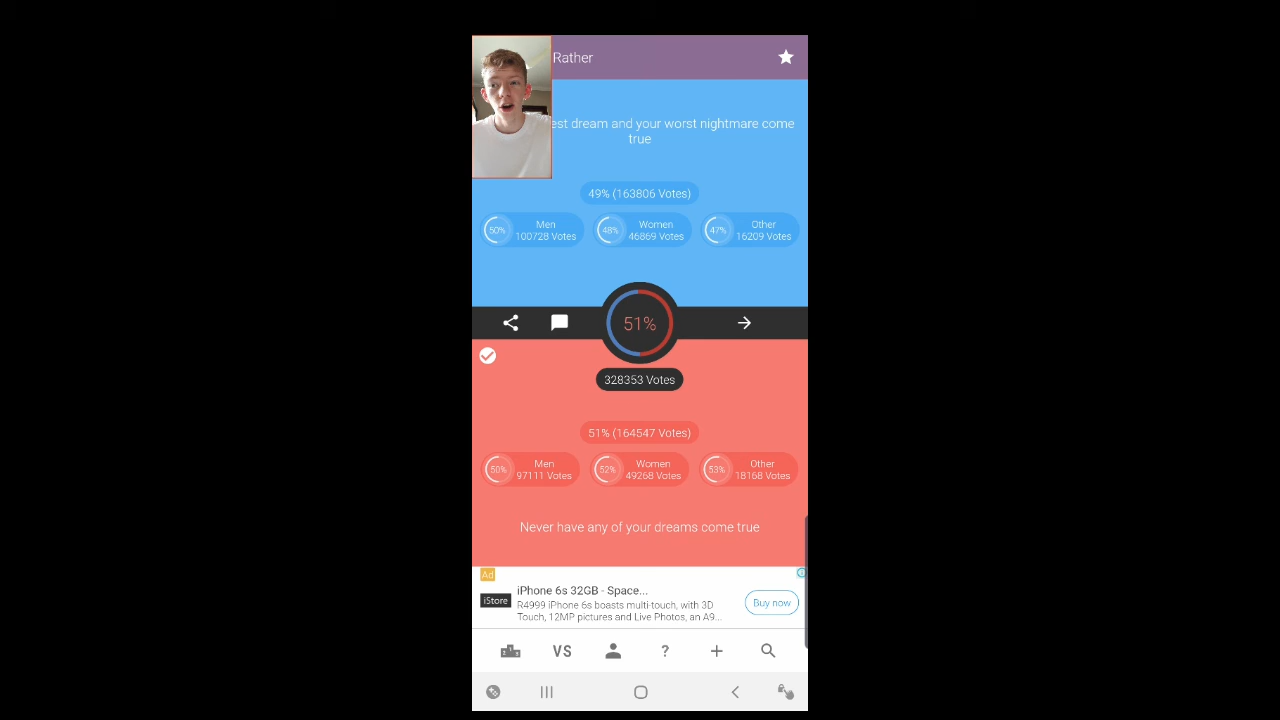 Rather
est dream and your worst nightmare come
true
49% (163806 Votes)
50% Men 100728 Votes
48% Women 46869 Votes
47% Other 16209 Votes
51%
328353 Votes
51% (164547 Votes)
50% Men 97111 Votes
52% Women 49268 Votes
53% Other 18168 Votes
Never have any of your dreams come true
Ad
iPhone 6s 32GB - Space...
iStore
R4999 iPhone 6s boasts multi-touch, with 3D
Touch, 12MP pictures and Live Photos, an A9...
Buy now
VS
?